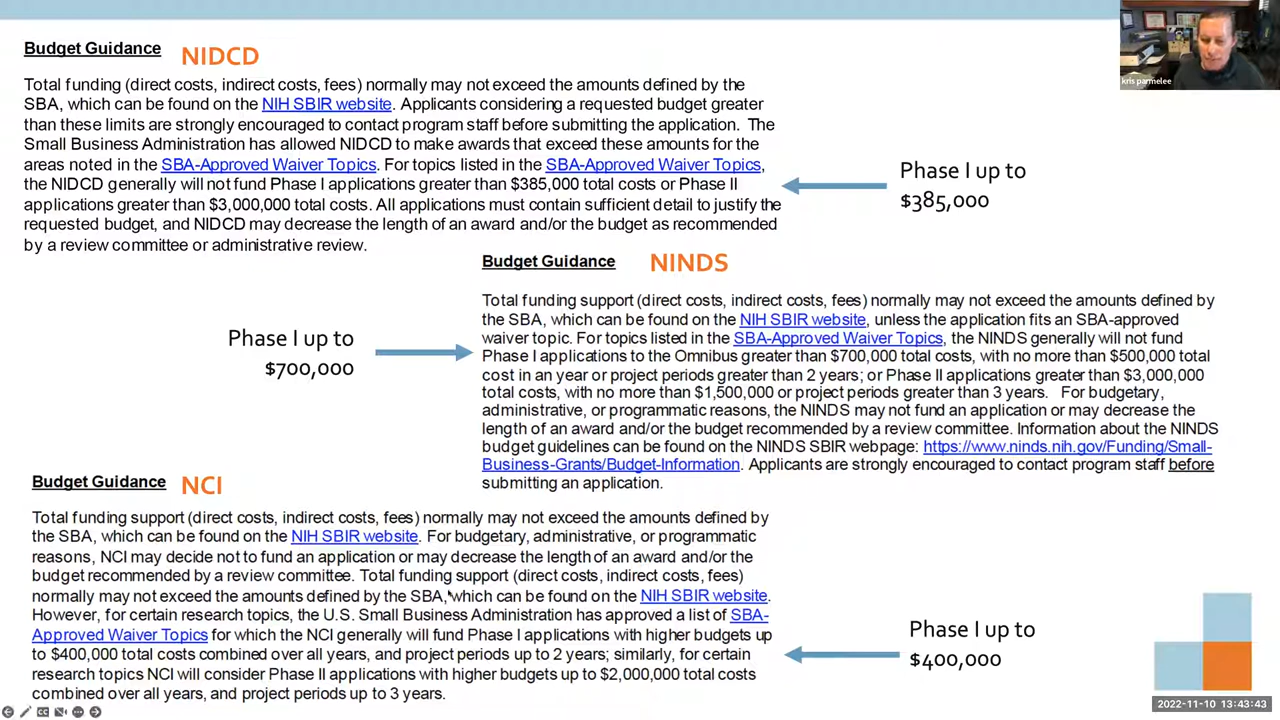 Budget Guidance NIDCD
Total funding (direct costs, indirect costs, fees) normally may not exceed the amounts defined by the
SBA, which can be found on the NIH SBIR website. Applicants considering a requested budget greater
than these limits are strongly encouraged to contact program staff before submitting the application. The
Small Business Administration has allowed NIDCD to make awards that exceed these amounts for the
areas noted in the SBA-Approved Waiver Topics. For topics listed in the SBA-Approved Waiver Topics,
the NIDCD generally will not fund Phase I applications greater than $385,000 total costs or Phase II
applications greater than $3,000,000 total costs. All applications must contain sufficient detail to justify the
requested budget, and NIDCD may decrease the length of an award and/or the budget as recommended
by a review committee or administrative review.
Phase I up to
$385,000
kris parmelee
Budget Guidance NINDS
Total funding support (direct costs, indirect costs, fees) normally may not exceed the amounts defined by
the SBA, which can be found on the NIH SBIR website, unless the application fits an SBA-approved
waiver topic. For topics listed in the SBA-Approved Waiver Topics, the NINDS generally will not fund
Phase I applications to the Omnibus greater than $700,000 total costs, with no more than $500,000 total
cost in an year or project periods greater than 2 years; or Phase II applications greater than $3,000,000
total costs, with no more than $1,500,000 or project periods greater than 3 years. For budgetary,
administrative, or programmatic reasons, the NINDS may not fund an application or may decrease the
length of an award and/or the budget recommended by a review committee. Information about the NINDS
budget guidelines can be found on the NINDS SBIR webpage: https://www.ninds.nih.gov/Funding/Small-
Business-Grants/Budget-Information. Applicants are strongly encouraged to contact program staff before
submitting an application.
Phase I up to
$700,000
Budget Guidance NCI
Total funding support (direct costs, indirect costs, fees) normally may not exceed the amounts defined by
the SBA, which can be found on the NIH SBIR website. For budgetary, administrative, or programmatic
reasons, NCI may decide not to fund an application or may decrease the length of an award and/or the
budget recommended by a review committee. Total funding support (direct costs, indirect costs, fees)
normally may not exceed the amounts defined by the SBA, which can be found on the NIH SBIR website.
However, for certain research topics, the U.S. Small Business Administration has approved a list of SBA-
Approved Waiver Topics for which the NCI generally will fund Phase I applications with higher budgets up
to $400,000 total costs combined over all years, and project periods up to 2 years; similarly, for certain
research topics NCI will consider Phase II applications with higher budgets up to $2,000,000 total costs
combined over all years, and project periods up to 3 years.
Phase I up to
$400,000
2022-11-10 13:43:43